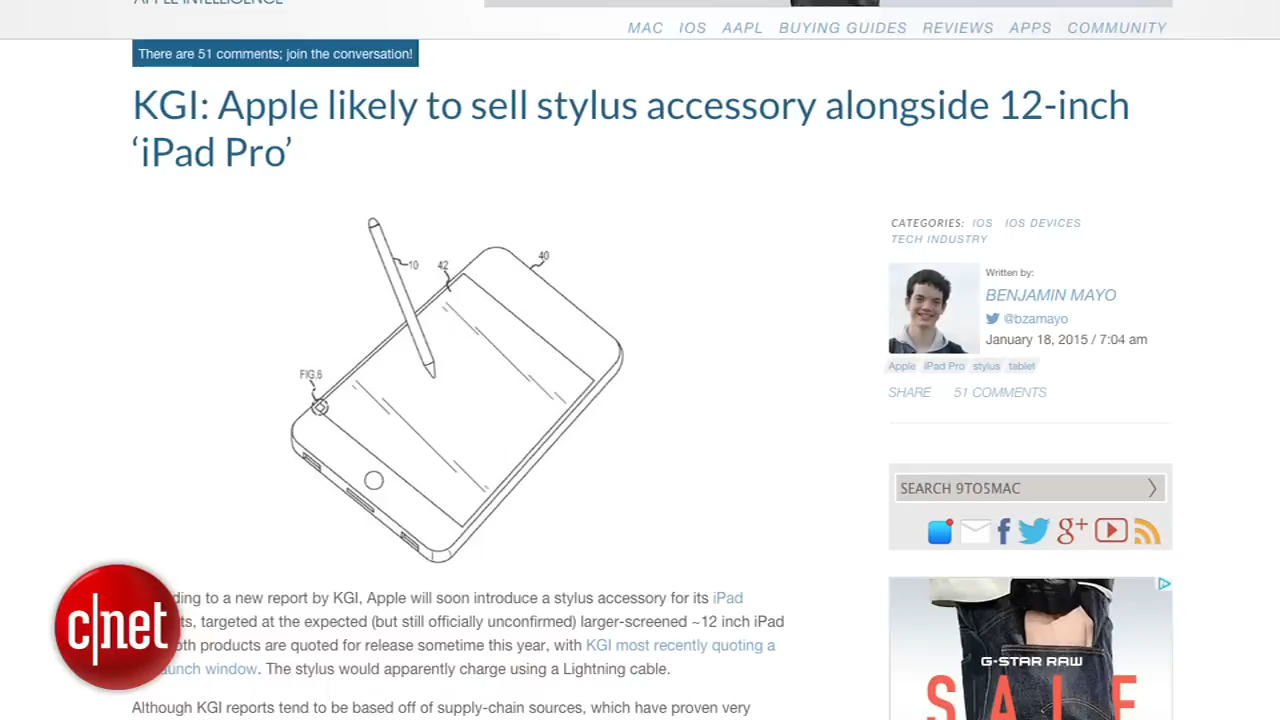 APPLE INTELLIGENCE
MAC IOS AAPL BUYING GUIDES REVIEWS APPS COMMUNITY
There are 51 comments; join the conversation!
KGI: Apple likely to sell stylus accessory alongside 12-inch
‘iPad Pro’
10
42
40
FIG.6
CATEGORIES: IOS IOS DEVICES
TECH INDUSTRY
Written by:
BENJAMIN MAYO
@bzamayo
January 18, 2015 / 7:04 am
Apple iPad Pro stylus tablet
SHARE 51 COMMENTS
SEARCH 9TO5MAC
ding to a new report by KGI, Apple will soon introduce a stylus accessory for its iPad
ts, targeted at the expected (but still officially unconfirmed) larger-screened ~12 inch iPad
oth products are quoted for release sometime this year, with KGI most recently quoting a
aunch window. The stylus would apparently charge using a Lightning cable.
Although KGI reports tend to be based off of supply-chain sources, which have proven very
c|net
G-STAR RAW
SALE